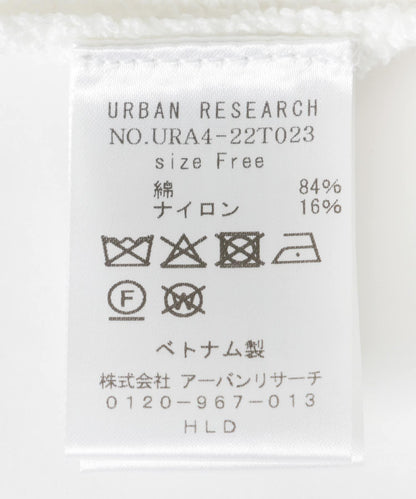 URBAN RESEARCH
NO.URA4-22T023
size Free
綿 84%
ナイロン 16%
F W
ベトナム製
株式会社 アーバンリサーチ
0120-967-013
HLD